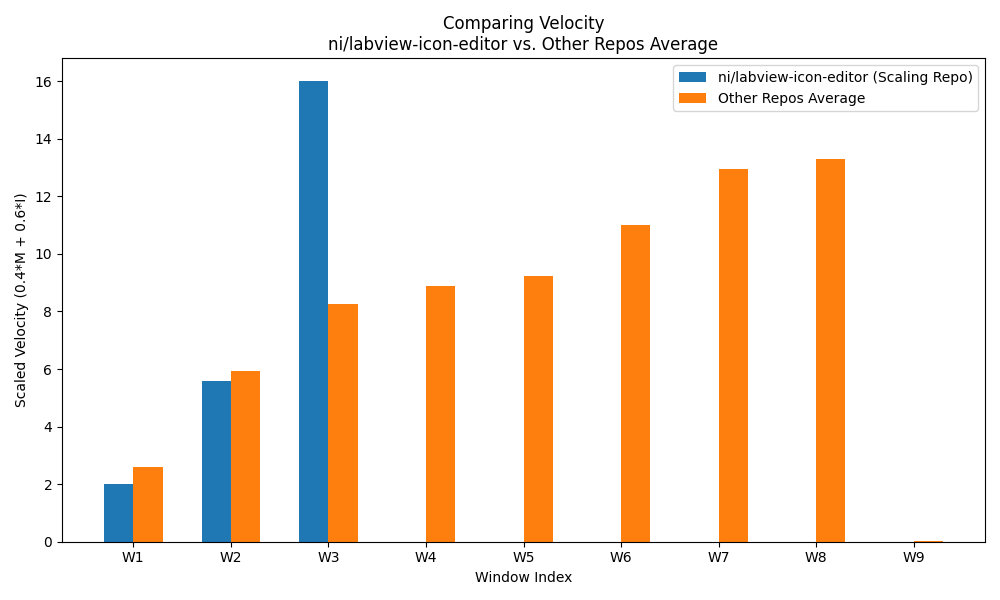 Comparing Velocity
ni/labview-icon-editor vs. Other Repos Average
ni/labview-icon-editor (Scaling Repo)
Other Repos Average
Scaled Velocity (0.4*M + 0.6*I)
16
14
12
10
8
6
4
2
0
W1 W2 W3 W4 W5 W6 W7 W8 W9
Window Index